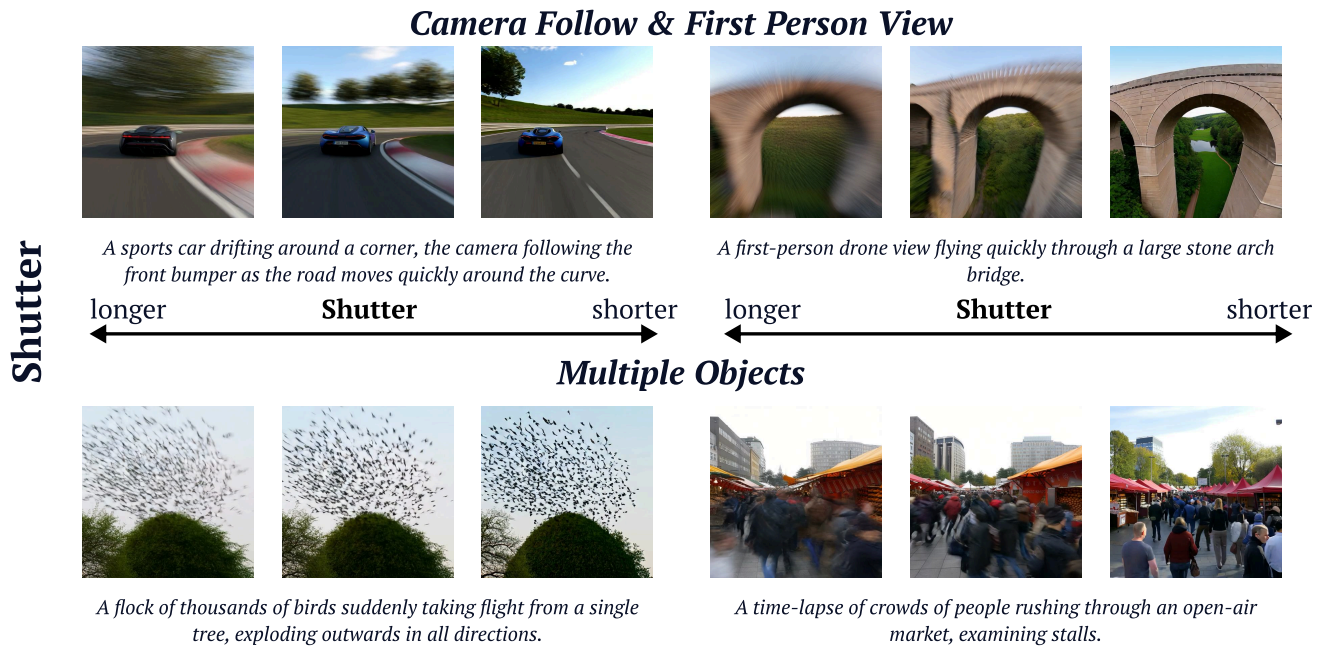 Camera Follow & First Person View
A sports car drifting around a corner, the camera following the
front bumper as the road moves quickly around the curve.
A first-person drone view flying quickly through a large stone arch
bridge.
Shutter
longer Shutter shorter
longer Shutter shorter
Multiple Objects
A flock of thousands of birds suddenly taking flight from a single
tree, exploding outwards in all directions.
A time-lapse of crowds of people rushing through an open-air
market, examining stalls.